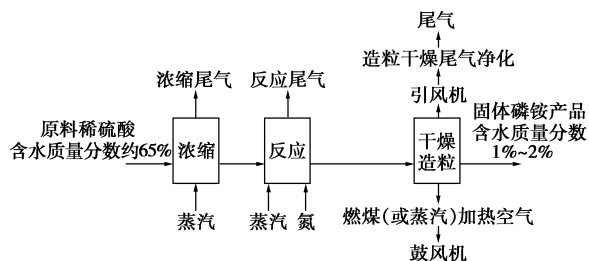 尾气
造粒干燥尾气净化
浓缩尾气
反应尾气
引风机
固体磷铵产品
含水质量分数
1%~2%
原料稀硫酸
含水质量分数约65%
浓缩
反应
干燥
造粒
蒸汽
蒸汽
氮
燃煤(或蒸汽)加热空气
鼓风机